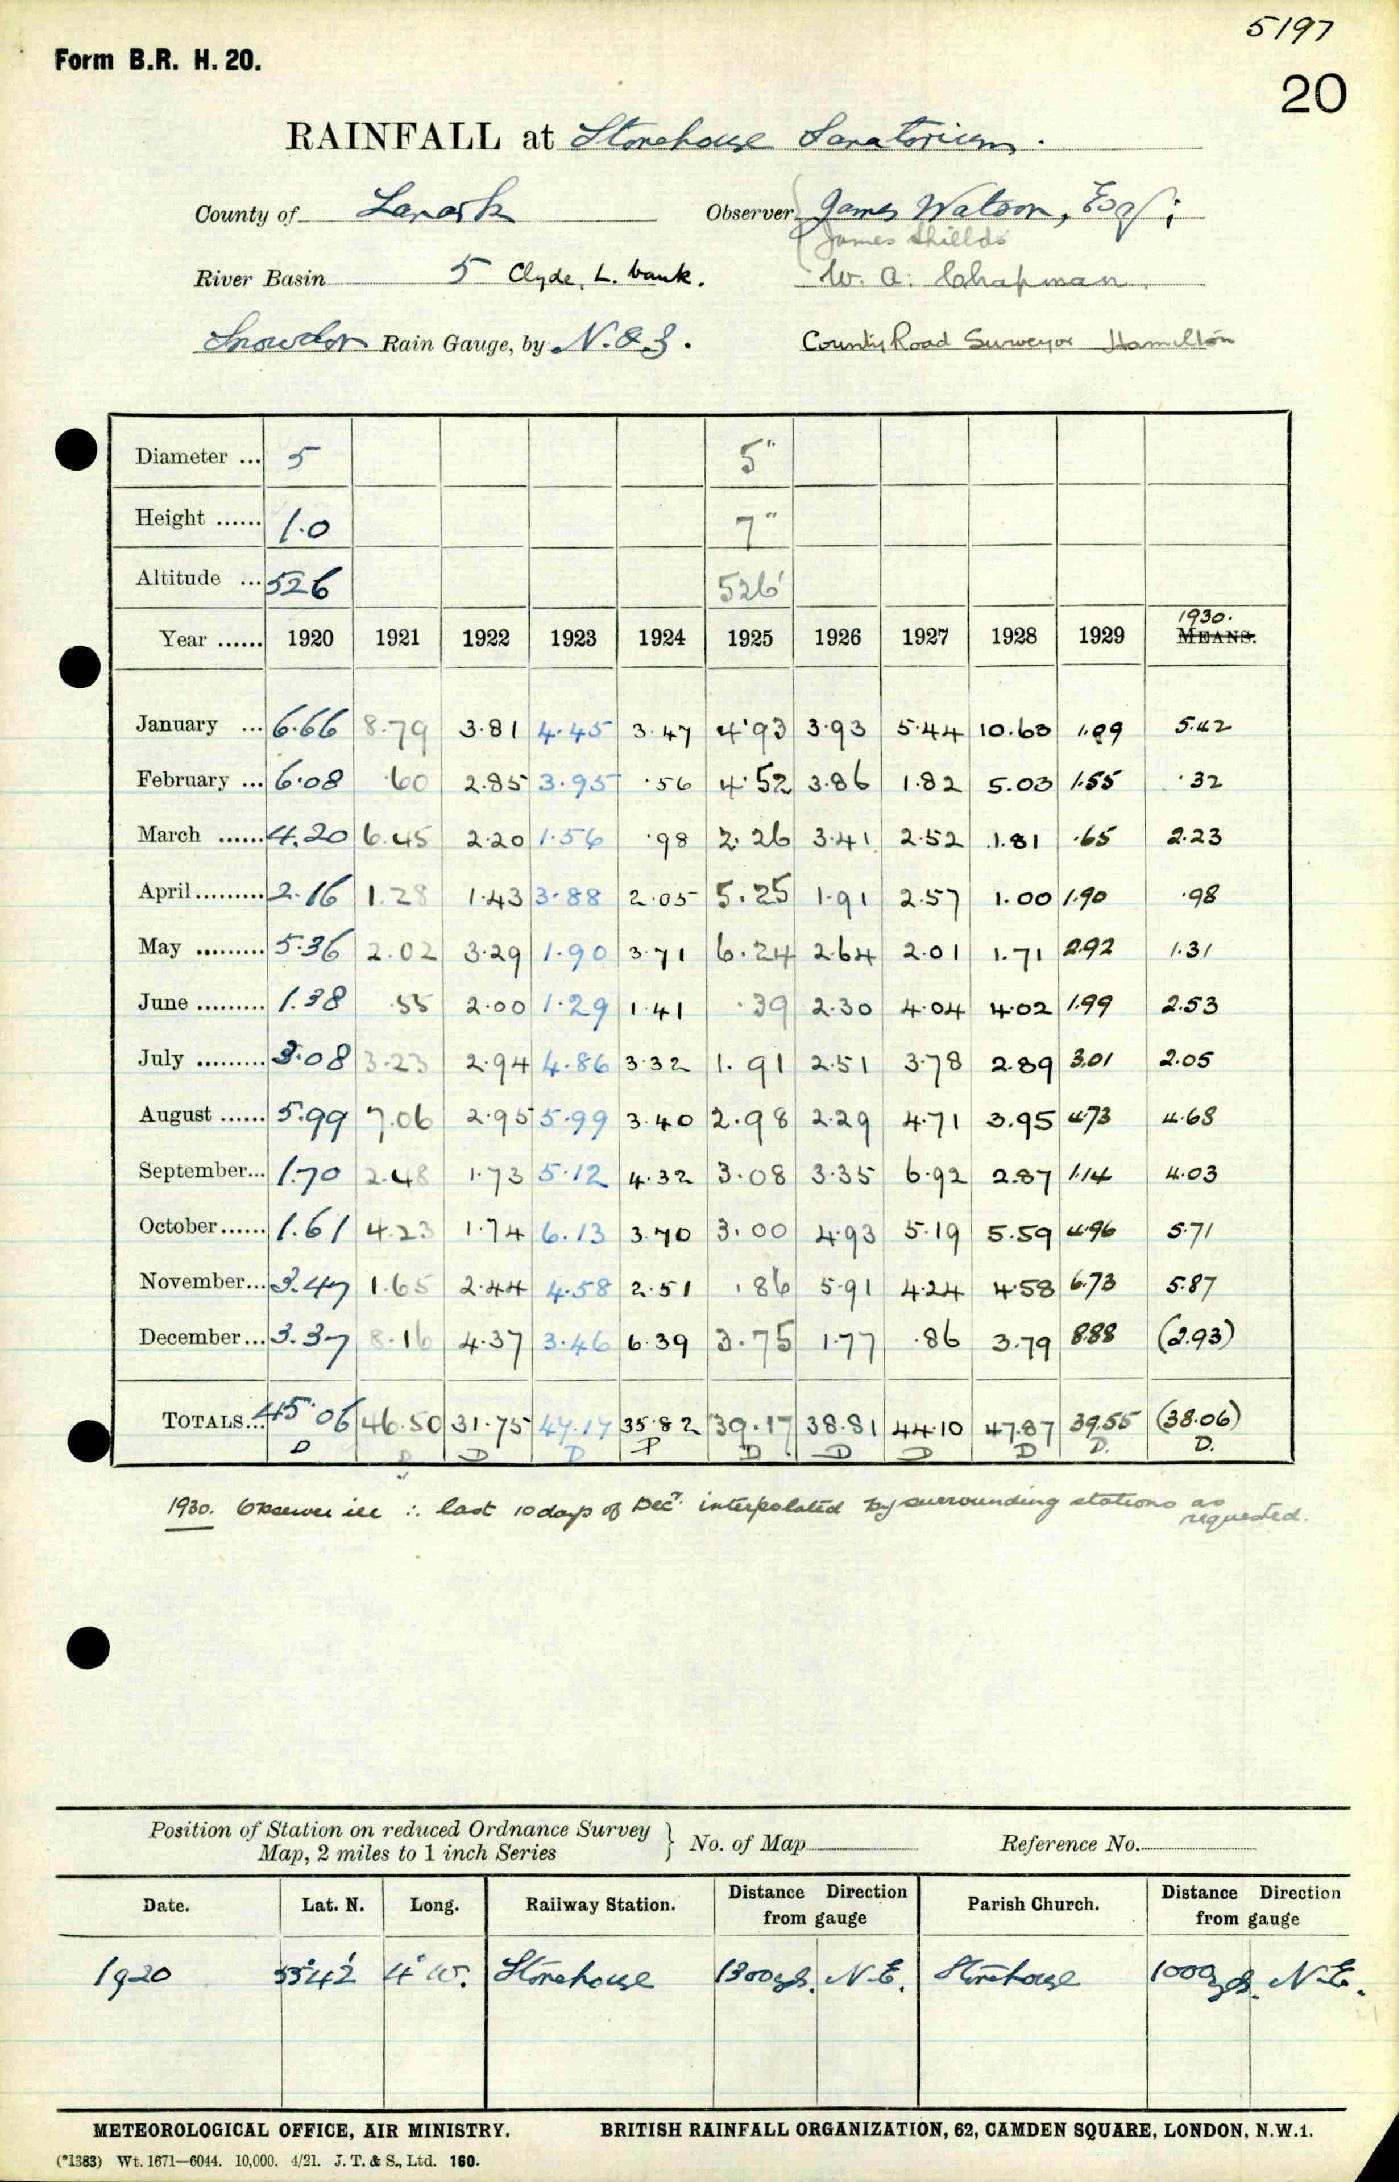 5197
Form B.R. H. 20.
20
RAINFALL at Stonehouse Sanatorium.
County of Lanark Observer James Watson, Esq;
James Shields
River Basin 5 Clyde, L. bank. W. A. Chapman.
Snowdon Rain Gauge, by N. & Z. County Road Surveyor Hamilton
Diameter ... 5 5"
Height ...... 1.0 7"
Altitude ... 526 526'
1930.
Year ...... 1920 1921 1922 1923 1924 1925 1926 1927 1928 1929 MEANS.
January ... 6.66 8.79 3.81 4.45 3.47 4.93 3.93 5.44 10.63 1.09 5.42
February ... 6.08 .60 2.85 3.95 .56 4.52 3.86 1.82 5.03 1.55 .32
March ...... 4.20 6.45 2.20 1.56 .98 2.26 3.41 2.52 1.81 .65 2.23
April ......... 2.16 1.28 1.43 3.88 2.05 5.25 1.91 2.57 1.00 1.90 .98
May ......... 5.36 2.02 3.29 1.90 3.71 6.24 2.64 2.01 1.71 2.92 1.31
June ......... 1.38 .55 2.00 1.29 1.41 .39 2.30 4.04 4.02 1.99 2.53
July ......... 3.08 3.23 2.94 4.86 3.32 1.91 2.51 3.78 2.89 3.01 2.05
August ...... 5.99 7.06 2.95 5.99 3.40 2.98 2.29 4.71 3.95 4.73 4.68
September... 1.70 2.48 1.73 5.12 4.32 3.08 3.35 6.92 2.87 1.14 4.03
October...... 1.61 4.23 1.74 6.13 3.70 3.00 4.93 5.19 5.59 4.96 5.71
November... 3.47 1.65 2.44 4.58 2.51 .86 5.91 4.24 4.58 6.73 5.87
December... 3.37 8.16 4.37 3.46 6.39 3.75 1.77 .86 3.79 8.88 (2.93)
TOTALS... 45.06 46.50 31.75 47.17 35.82 39.17 38.81 44.10 47.87 39.55 (38.06)
D D D D P D D D D D. D.
1930. Observer ill ∴ last 10 days of Dec. interpolated by surrounding stations as
requested.
Position of Station on reduced Ordnance Survey
Map, 2 miles to 1 inch Series } No. of Map Reference No.
Date. Lat. N. Long. Railway Station. Distance Direction from gauge Parish Church. Distance Direction from gauge
1920 55°42' 4° W. Stonehouse 1300 yds. N.E. Stonehouse 1000 yds. N.E.
METEOROLOGICAL OFFICE, AIR MINISTRY. BRITISH RAINFALL ORGANIZATION, 62, CAMDEN SQUARE, LONDON, N.W.1.
(*1383) Wt. 1671—6044. 10,000. 4/21. J. T. & S., Ltd. 160.